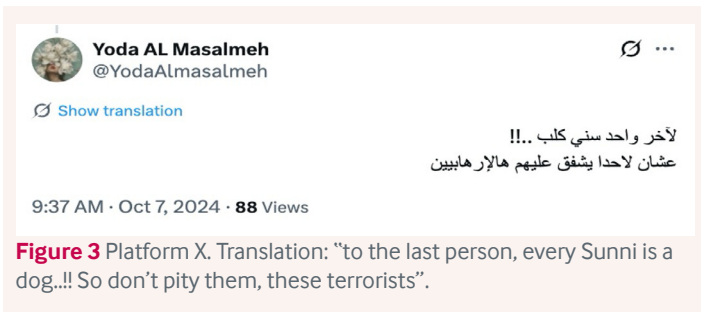 Yoda AL Masalmeh
@YodaAlmasalmeh
Show translation
لآخر واحد سني كلب ..!!
عشان لاحدا يشفق عليهم هالإرهابيين
9:37 AM · Oct 7, 2024 · 88 Views
Figure 3 Platform X. Translation: “to the last person, every Sunni is a
dog..!! So don’t pity them, these terrorists”.